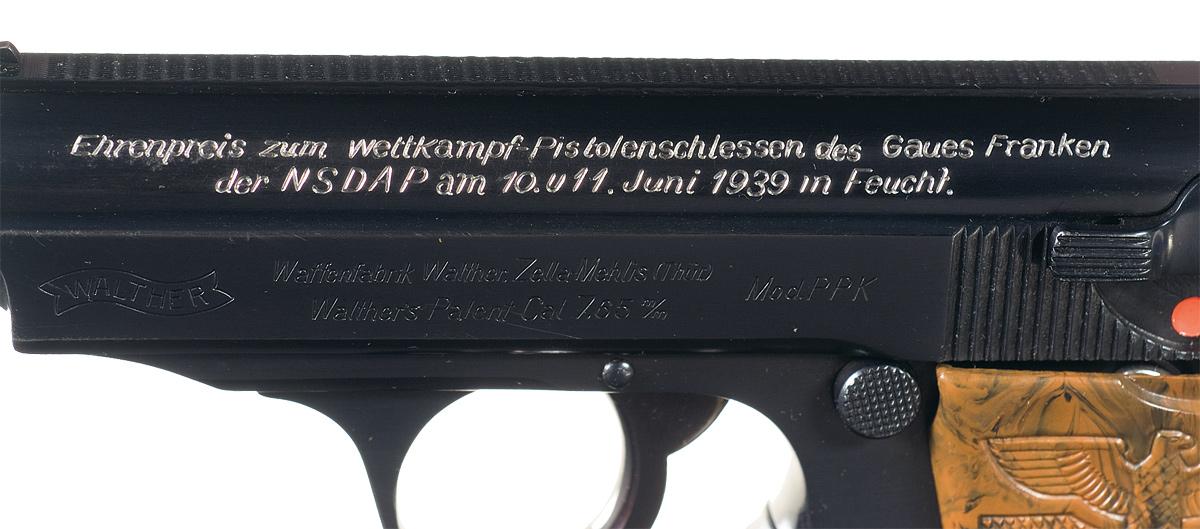 Ehrenpreis zum Wettkampf-Pistolenschiessen des Gaues Franken
der NSDAP am 10. u 11. Juni 1939 in Feucht.
WALTHER
Waffenfabrik Walther. Zella-Mehlis (Thür)
Walther's Patent-Cal 7,65 m/m
Mod. PPK